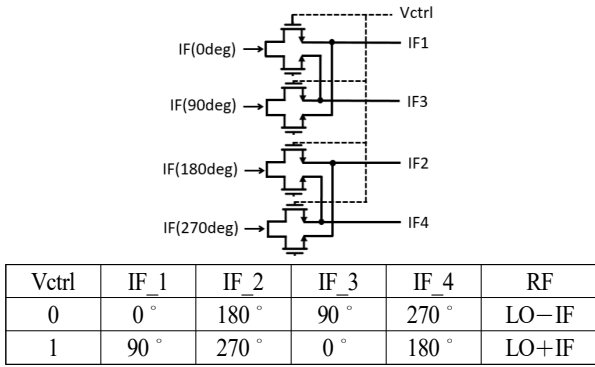 Vctrl
IF(0deg)
IF1
IF(90deg)
IF3
IF(180deg)
IF2
IF(270deg)
IF4
Vctrl IF_1 IF_2 IF_3 IF_4 RF
0 0° 180° 90° 270° LO－IF
1 90° 270° 0° 180° LO＋IF